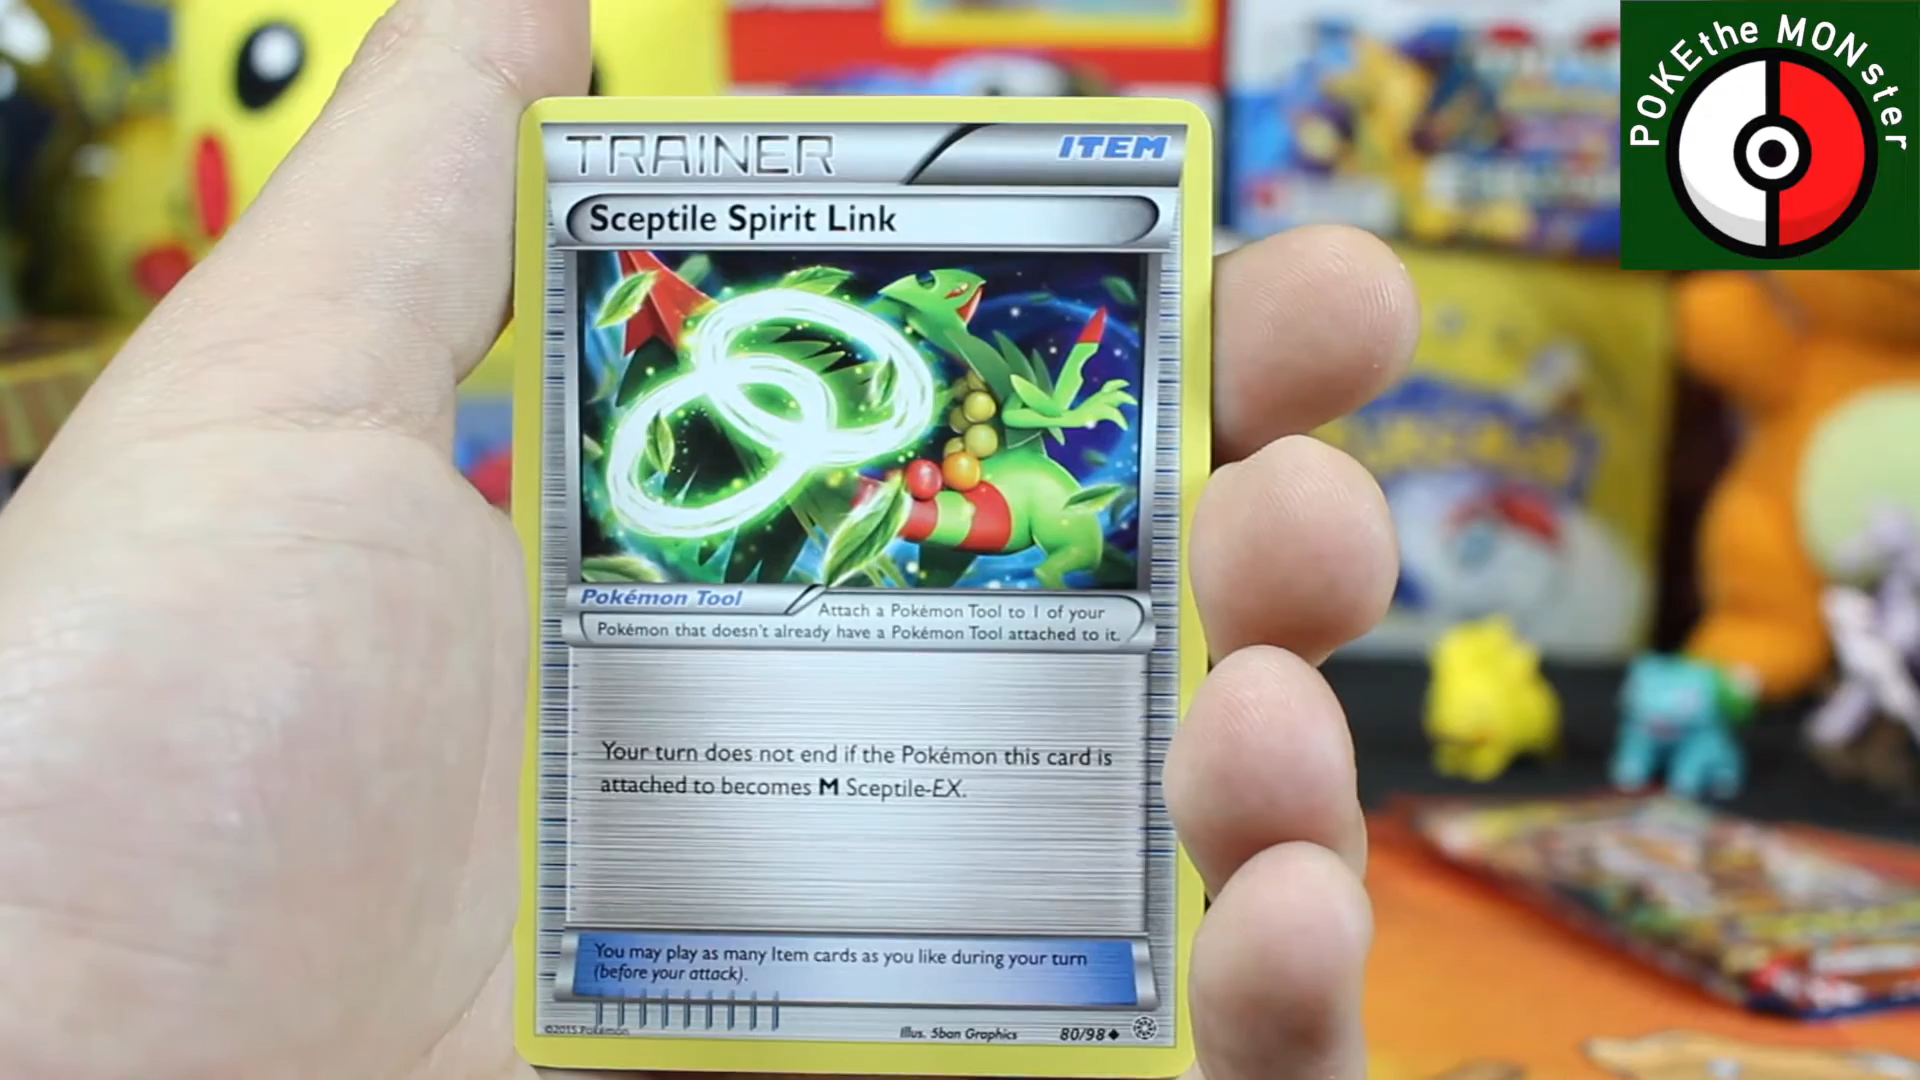 POKEthe MONster
TRAINER
ITEM
Sceptile Spirit Link
Pokémon Tool
Attach a Pokémon Tool to 1 of your
Pokémon that doesn't already have a Pokémon Tool attached to it.
Your turn does not end if the Pokémon this card is
attached to becomes M Sceptile-EX.
You may play as many Item cards as you like during your turn
(before your attack).
©2015 Pokémon
Illus. 5ban Graphics
80/98